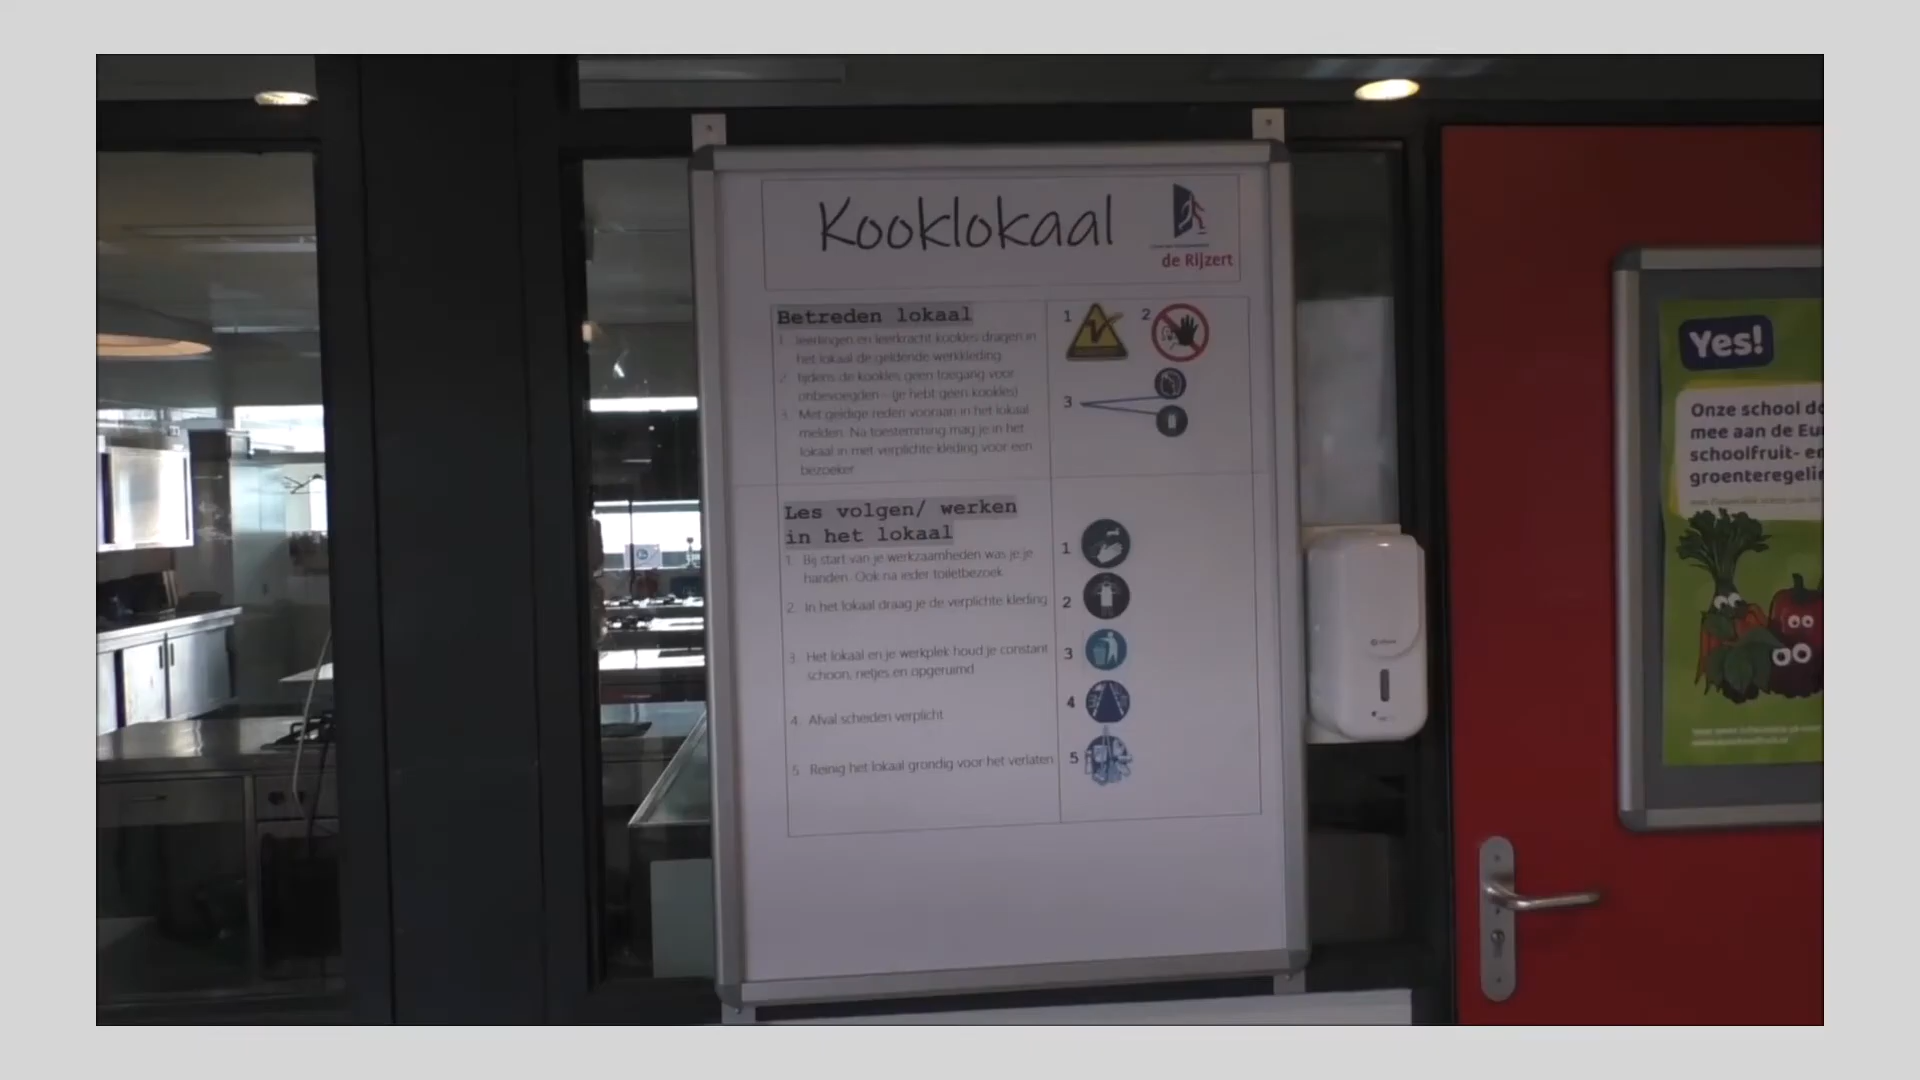 Kooklokaal
de Rijzert
Betreden lokaal
1. leerlingen en leerkracht kookles dragen in
het lokaal de geldende werkkleding
2. tijdens de kookles geen toegang voor
onbevoegden - (je hebt geen kookles)
3. Met geldige reden vooraan in het lokaal
melden. Na toestemming mag je in het
lokaal in met verplichte kleding voor een
bezoeker
1
2
3
Les volgen/ werken
in het lokaal
1. Bij start van je werkzaamheden was je je
handen. Ook na ieder toiletbezoek
2. In het lokaal draag je de verplichte kleding
3. Het lokaal en je werkplek houd je constant
schoon, netjes en opgeruimd
4. Afval scheiden verplicht
5. Reinig het lokaal grondig voor het verlaten
1
2
3
4
5
Yes!
Onze school do
mee aan de Eu
schoolfruit- en
groenteregelin